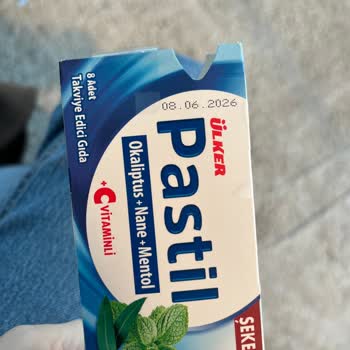 08.06.2026
8 Adet
Takviye Edici Gıda
ÜLKER
Pastil
Okaliptus+Nane+Mentol
+C VİTAMİNLİ
ŞEKE